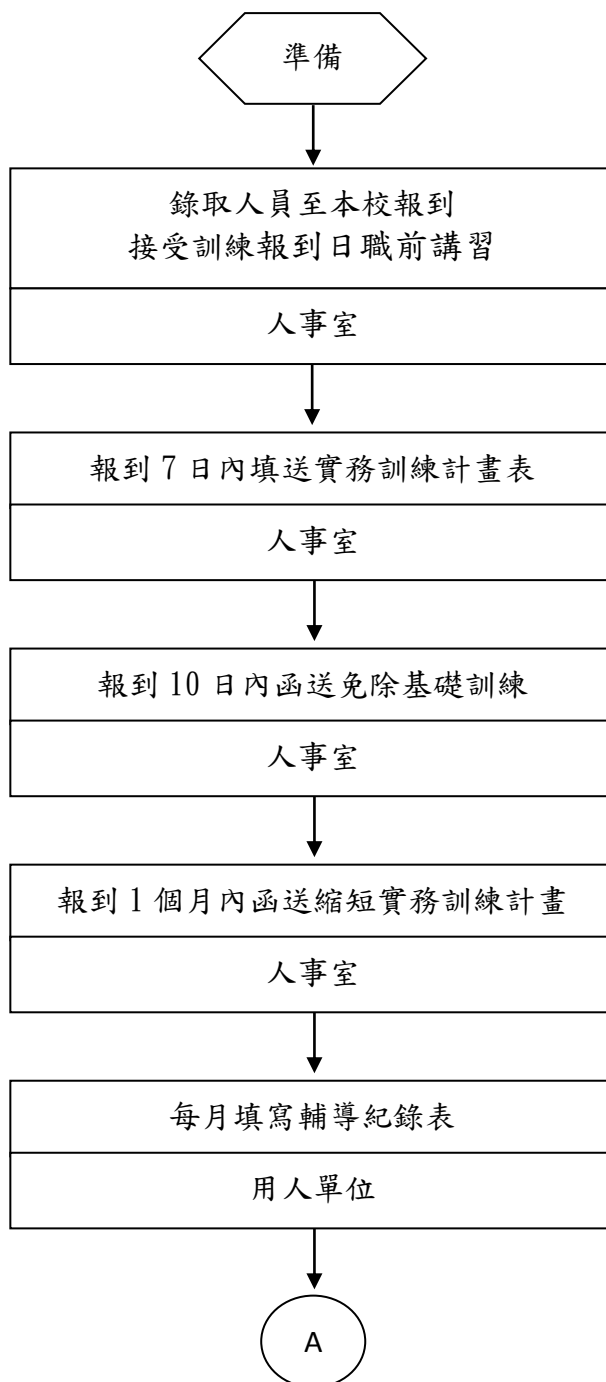 準備
錄取人員至本校報到
接受訓練報到日職前講習
人事室
報到 7 日內填送實務訓練計畫表
人事室
報到 10 日內函送免除基礎訓練
人事室
報到 1 個月內函送縮短實務訓練計畫
人事室
每月填寫輔導紀錄表
用人單位
A